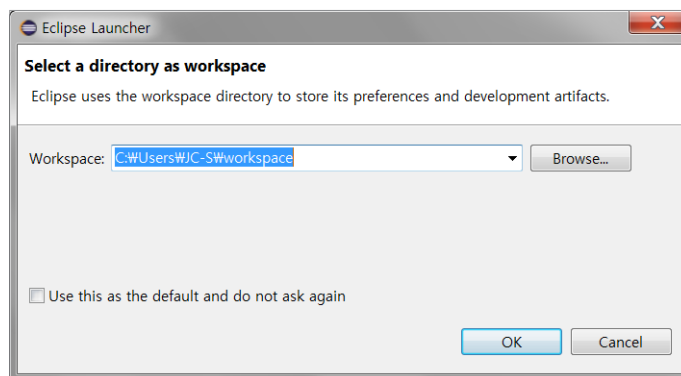 Eclipse Launcher
Select a directory as workspace
Eclipse uses the workspace directory to store its preferences and development artifacts.
Workspace: C:₩Users₩JC-S₩workspace Browse...
Use this as the default and do not ask again
OK Cancel